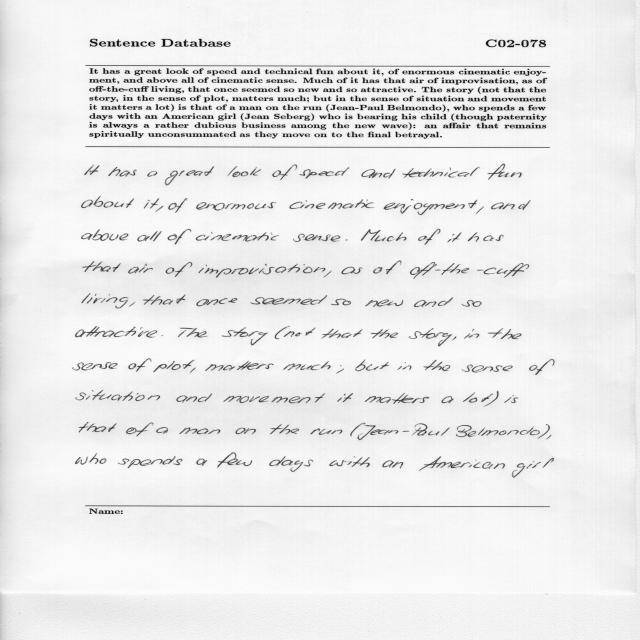 Sentence Database C02-078
It has a great look of speed and technical fun about it, of enormous cinematic enjoy-
ment, and above all of cinematic sense. Much of it has that air of improvisation, as of
off-the-cuff living, that once seemed so new and so attractive. The story (not that the
story, in the sense of plot, matters much; but in the sense of situation and movement
it matters a lot) is that of a man on the run (Jean-Paul Belmondo), who spends a few
days with an American girl (Jean Seberg) who is bearing his child (though paternity
is always a rather dubious business among the new wave): an affair that remains
spiritually unconsummated as they move on to the final betrayal.
It has a great look of speed and technical fun
about it, of enormous cinematic enjoyment, and
above all of cinematic sense. Much of it has
that air of improvisation, as of off-the-cuff
living, that once seemed so new and so
attractive. The story (not that the story, in the
sense of plot, matters much; but in the sense of
situation and movement it matters a lot) is
that of a man on the run (Jean-Paul Belmondo),
who spends a few days with an American girl
Name: